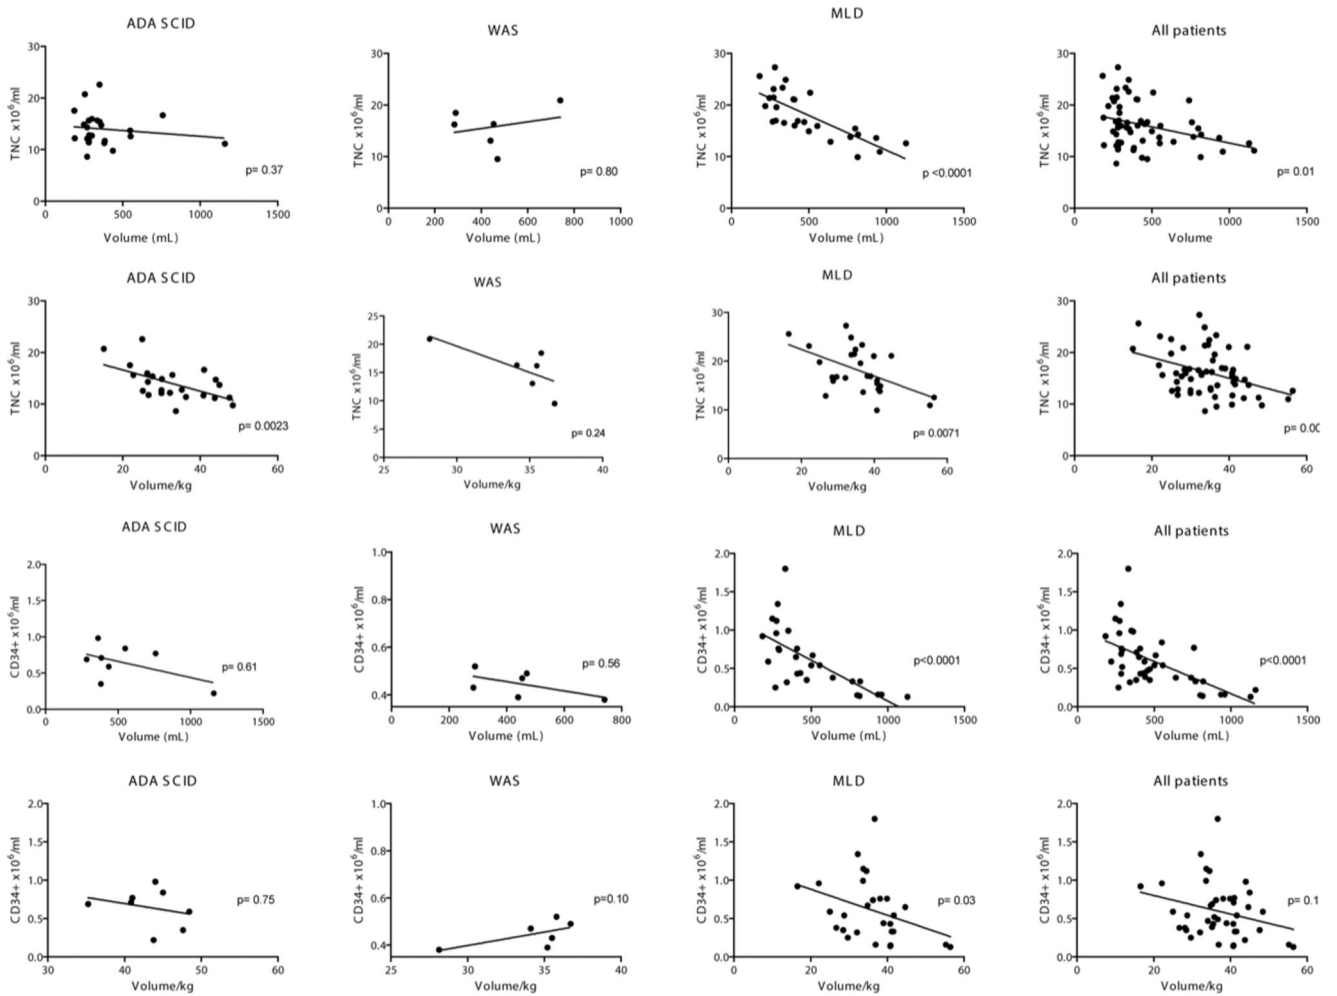 ADA SCID
WAS
MLD
All patients
TNC x10⁶/ml
30
20
10
0
0
500
1000
1500
Volume (mL)
p= 0.37
TNC x10⁶/ml
30
20
10
0
0
200
400
600
800
1000
Volume (mL)
p= 0.80
TNC x10⁶/ml
30
20
10
0
0
500
1000
1500
Volume (mL)
p <0.0001
TNC x10⁶/ml
30
20
10
0
0
500
1000
1500
Volume
p= 0.01
ADA SCID
WAS
MLD
All patients
TNC x10⁶/ml
30
20
10
0
0
20
40
60
Volume/kg
p= 0.0023
TNC x10⁶/ml
25
20
15
10
5
0
25
30
35
40
Volume/kg
p= 0.24
TNC x10⁶/ml
30
20
10
0
0
20
40
60
Volume/kg
p= 0.0071
TNC x10⁶/ml
30
20
10
0
0
20
40
60
Volume/kg
p= 0.00
ADA SCID
WAS
MLD
All patients
CD34+ x10⁶/ml
2.0
1.5
1.0
0.5
0.0
0
500
1000
1500
Volume (mL)
p= 0.61
CD34+ x10⁶/ml
1.0
0.8
0.6
0.4
0
200
400
600
800
Volume (mL)
p= 0.56
CD34+ x10⁶/ml
2.0
1.5
1.0
0.5
0.0
0
500
1000
1500
Volume (mL)
p<0.0001
CD34+ x10⁶/ml
2.0
1.5
1.0
0.5
0.0
0
500
1000
1500
Volume (mL)
p<0.0001
ADA SCID
WAS
MLD
All patients
CD34+ x10⁶/ml
2.0
1.5
1.0
0.5
0.0
30
40
50
60
Volume/kg
p= 0.75
CD34+ x10⁶/ml
1.0
0.8
0.6
0.4
25
30
35
40
Volume/kg
p=0.10
CD34+ x10⁶/ml
2.0
1.5
1.0
0.5
0.0
0
20
40
60
Volume/kg
p= 0.03
CD34+ x10⁶/ml
2.0
1.5
1.0
0.5
0.0
0
20
40
60
Volume/kg
p= 0.1